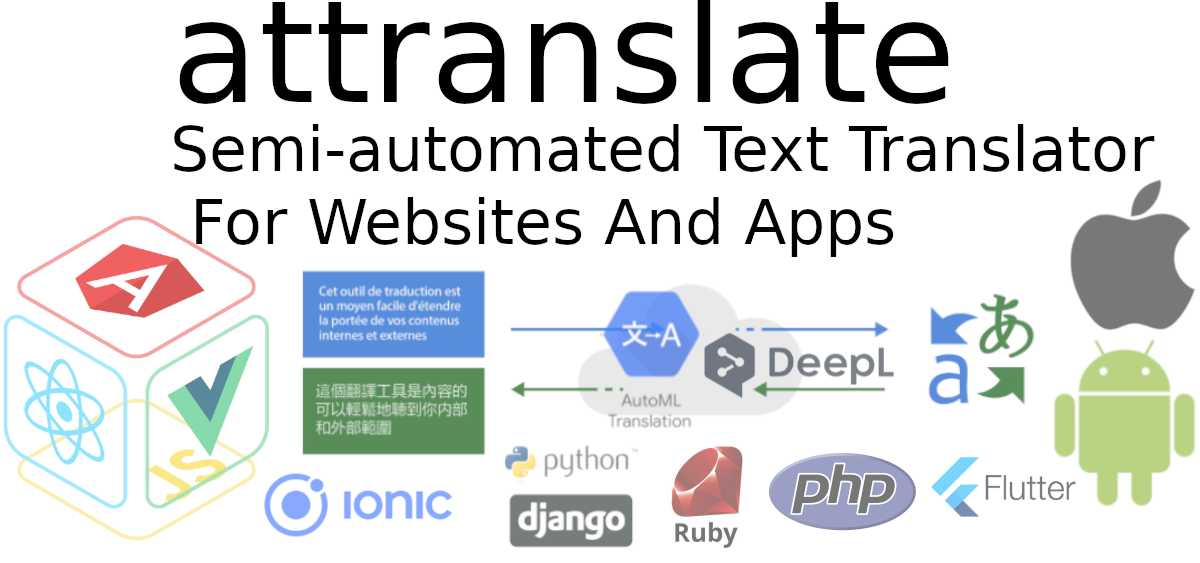 attranslate
Semi-automated Text Translator
For Websites And Apps
A
JS
Cet outil de traduction est
un moyen facile d'étendre
la portée de vos contenus
internes et externes
這個翻譯工具是內容的
可以輕鬆地聽到你内部
和外部範圍
文→A
DeepL
AutoML
Translation
あ
a
IONIC
python™
django
Ruby
php
Flutter